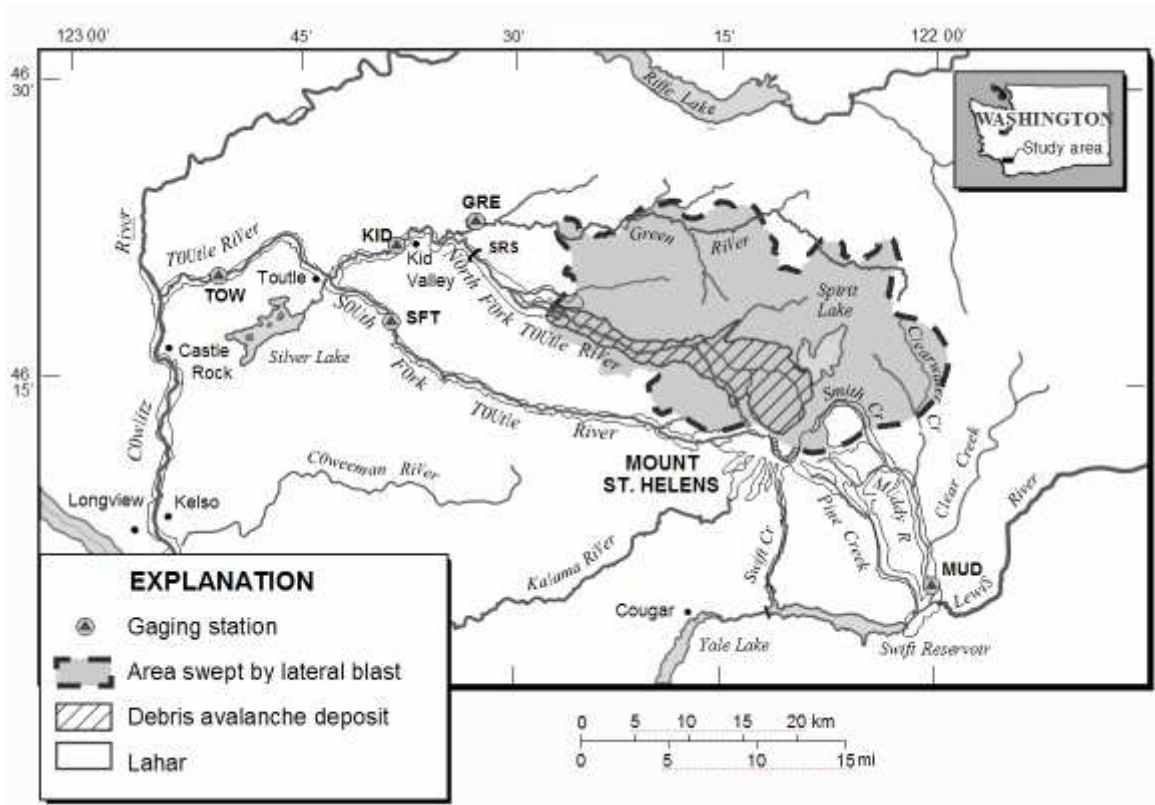 123 00'
45'
30'
15'
122 00'
46
30'
46
15'
46
15'
Riffe Lake
WASHINGTON
Study area
River
COwlitz
TOUtle RiVer
TOW
Toutle
Silver Lake
Castle
Rock
KID
Kid
Valley
GRE
SRS
NOrth FOrk TOUtle RiVer
SFT
SOUth FOrk TOUtle River
Green River
Spirit
Lake
Clearwater Cr
Smith Cr
Clear Creek
River
LewiS
MUD
Muddy R
Pine Creek
Swift Cr
MOUNT
ST. HELENS
COweeman RiVer
Longview
Kelso
Kalama RiVer
Cougar
Yale Lake
Swift Reservoir
EXPLANATION
Gaging station
Area swept by lateral blast
Debris avalanche deposit
Lahar
0 5 10 15 20 km
0 5 10 15 mi